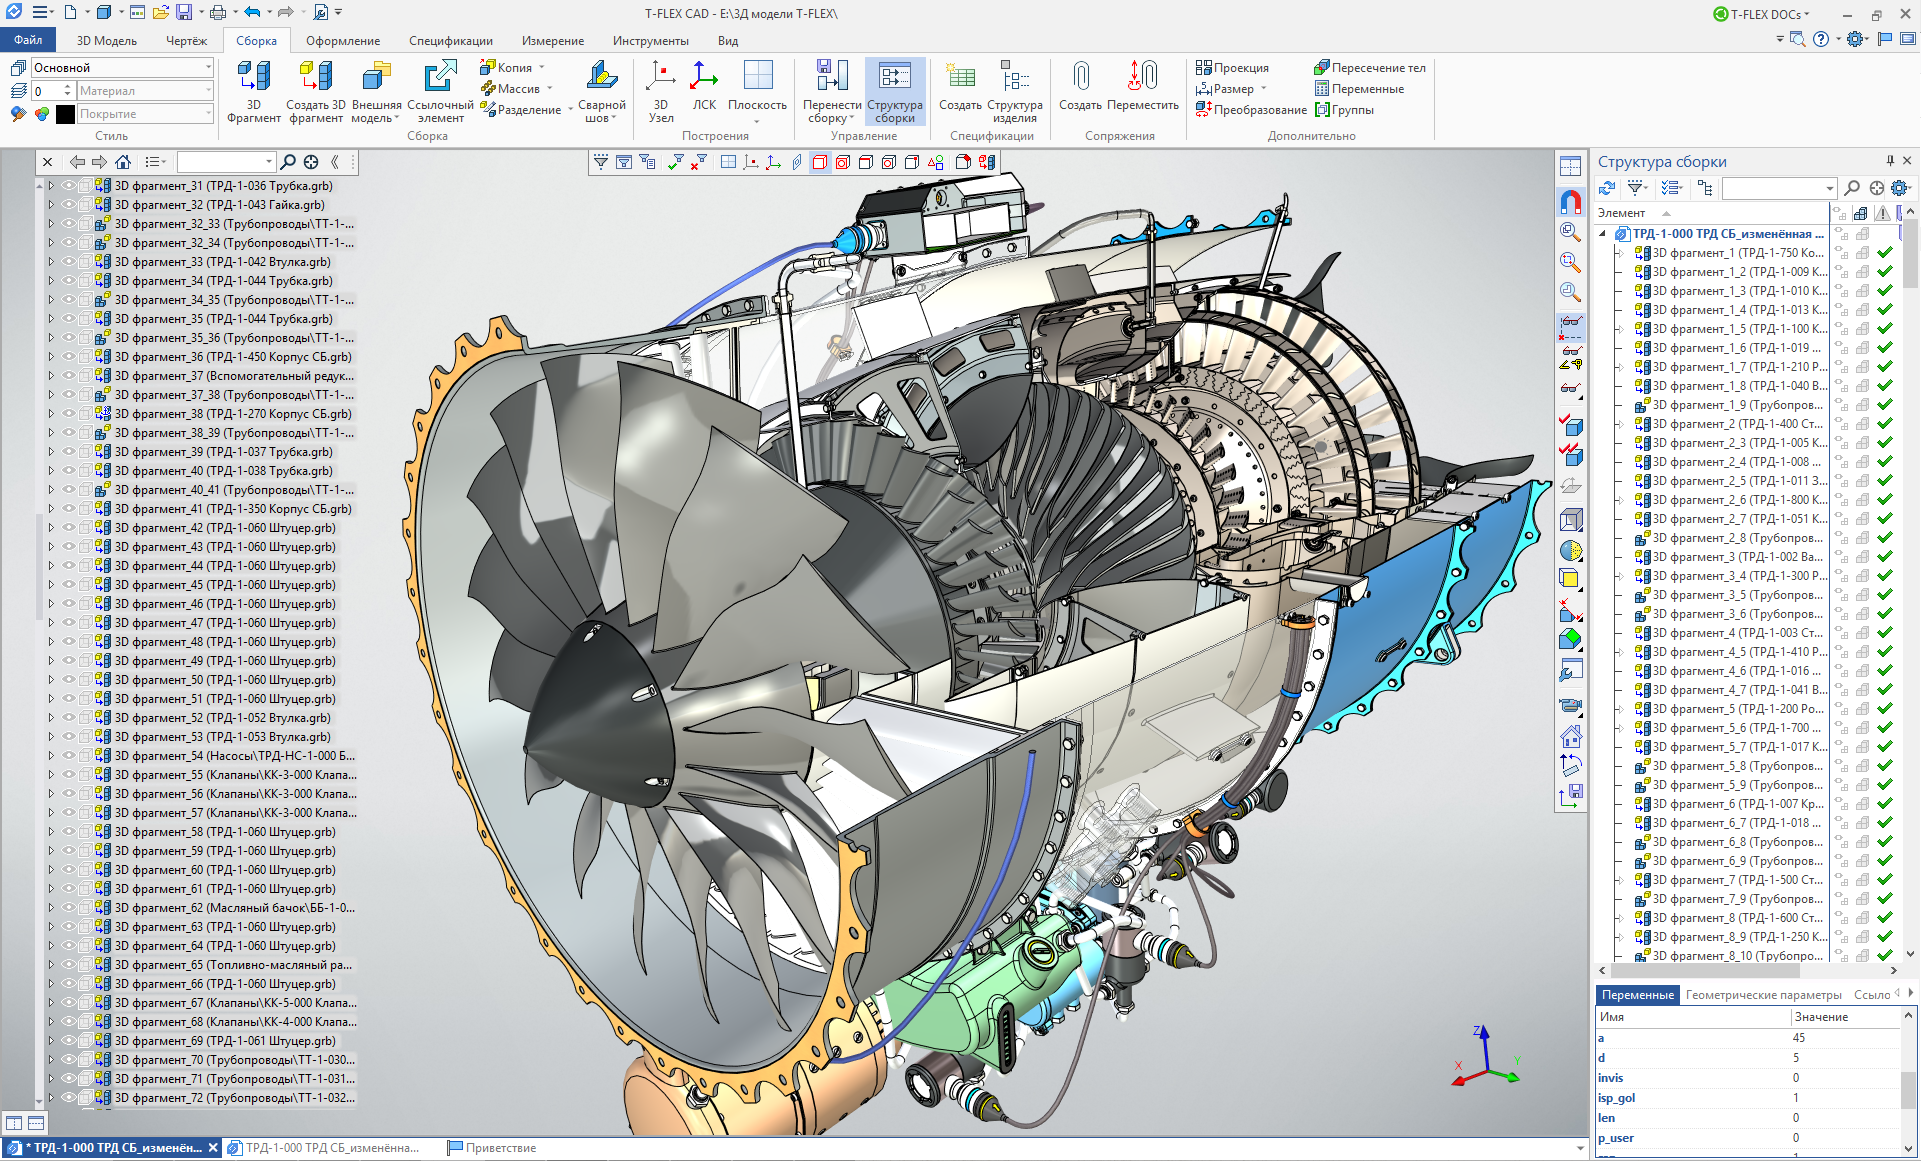 T-FLEX CAD - E:\3Д модели T-FLEX\
T-FLEX DOCs
Файл
3D Модель
Чертёж
Сборка
Оформление
Спецификации
Измерение
Инструменты
Вид
Основной
0
Материал
Покрытие
Стиль
3D Фрагмент
Создать 3D фрагмент
Внешняя модель
Ссылочный элемент
Копия
Массив
Разделение
Сварной шов
Сборка
3D Узел
ЛСК
Плоскость
Построения
Перенести сборку
Структура сборки
Управление
Создать
Структура изделия
Спецификации
Создать
Переместить
Сопряжения
Проекция
Размер
Преобразование
Пересечение тел
Переменные
Группы
Дополнительно
3D фрагмент_31 (ТРД-1-036 Трубка.grb)
3D фрагмент_32 (ТРД-1-043 Гайка.grb)
3D фрагмент_32_33 (Трубопроводы\ТТ-1-...
3D фрагмент_32_34 (Трубопроводы\ТТ-1-...
3D фрагмент_33 (ТРД-1-042 Втулка.grb)
3D фрагмент_34 (ТРД-1-044 Трубка.grb)
3D фрагмент_34_35 (Трубопроводы\ТТ-1-...
3D фрагмент_35 (ТРД-1-044 Трубка.grb)
3D фрагмент_35_36 (Трубопроводы\ТТ-1-...
3D фрагмент_36 (ТРД-1-450 Корпус СБ.grb)
3D фрагмент_37 (Вспомогательный редук...
3D фрагмент_37_38 (Трубопроводы\ТТ-1-...
3D фрагмент_38 (ТРД-1-270 Корпус СБ.grb)
3D фрагмент_38_39 (Трубопроводы\ТТ-1-...
3D фрагмент_39 (ТРД-1-037 Трубка.grb)
3D фрагмент_40 (ТРД-1-038 Трубка.grb)
3D фрагмент_40_41 (Трубопроводы\ТТ-1-...
3D фрагмент_41 (ТРД-1-350 Корпус СБ.grb)
3D фрагмент_42 (ТРД-1-060 Штуцер.grb)
3D фрагмент_43 (ТРД-1-060 Штуцер.grb)
3D фрагмент_44 (ТРД-1-060 Штуцер.grb)
3D фрагмент_45 (ТРД-1-060 Штуцер.grb)
3D фрагмент_46 (ТРД-1-060 Штуцер.grb)
3D фрагмент_47 (ТРД-1-060 Штуцер.grb)
3D фрагмент_48 (ТРД-1-060 Штуцер.grb)
3D фрагмент_49 (ТРД-1-060 Штуцер.grb)
3D фрагмент_50 (ТРД-1-060 Штуцер.grb)
3D фрагмент_51 (ТРД-1-060 Штуцер.grb)
3D фрагмент_52 (ТРД-1-052 Втулка.grb)
3D фрагмент_53 (ТРД-1-053 Втулка.grb)
3D фрагмент_54 (Насосы\ТРД-НС-1-000 Б...
3D фрагмент_55 (Клапаны\КК-3-000 Клапа...
3D фрагмент_56 (Клапаны\КК-3-000 Клапа...
3D фрагмент_57 (Клапаны\КК-3-000 Клапа...
3D фрагмент_58 (ТРД-1-060 Штуцер.grb)
3D фрагмент_59 (ТРД-1-060 Штуцер.grb)
3D фрагмент_60 (ТРД-1-060 Штуцер.grb)
3D фрагмент_61 (ТРД-1-060 Штуцер.grb)
3D фрагмент_62 (Масляный бачок\ББ-1-0...
3D фрагмент_63 (ТРД-1-060 Штуцер.grb)
3D фрагмент_64 (ТРД-1-060 Штуцер.grb)
3D фрагмент_65 (Топливно-масляный ра...
3D фрагмент_66 (ТРД-1-060 Штуцер.grb)
3D фрагмент_67 (Клапаны\КК-5-000 Клапа...
3D фрагмент_68 (Клапаны\КК-4-000 Клапа...
3D фрагмент_69 (ТРД-1-061 Штуцер.grb)
3D фрагмент_70 (Трубопроводы\ТТ-1-030...
3D фрагмент_71 (Трубопроводы\ТТ-1-031...
3D фрагмент_72 (Трубопроводы\ТТ-1-032...
Z
X
Y
Структура сборки
Элемент
ТРД-1-000 ТРД СБ_изменённая ...
3D фрагмент_1 (ТРД-1-750 Ко...
3D фрагмент_1_2 (ТРД-1-009 К...
3D фрагмент_1_3 (ТРД-1-010 К...
3D фрагмент_1_4 (ТРД-1-013 К...
3D фрагмент_1_5 (ТРД-1-100 К...
3D фрагмент_1_6 (ТРД-1-019 ...
3D фрагмент_1_7 (ТРД-1-210 Р...
3D фрагмент_1_8 (ТРД-1-040 В...
3D фрагмент_1_9 (Трубопров...
3D фрагмент_2 (ТРД-1-400 Ст...
3D фрагмент_2_3 (ТРД-1-005 К...
3D фрагмент_2_4 (ТРД-1-008 ...
3D фрагмент_2_5 (ТРД-1-011 З...
3D фрагмент_2_6 (ТРД-1-800 К...
3D фрагмент_2_7 (ТРД-1-051 К...
3D фрагмент_2_8 (Трубопров...
3D фрагмент_3 (ТРД-1-002 Ва...
3D фрагмент_3_4 (ТРД-1-300 Р...
3D фрагмент_3_5 (Трубопров...
3D фрагмент_3_6 (Трубопров...
3D фрагмент_4 (ТРД-1-003 Ст...
3D фрагмент_4_5 (ТРД-1-410 Р...
3D фрагмент_4_6 (ТРД-1-016 ...
3D фрагмент_4_7 (ТРД-1-041 В...
3D фрагмент_5 (ТРД-1-200 Ро...
3D фрагмент_5_6 (ТРД-1-700 ...
3D фрагмент_5_7 (ТРД-1-017 К...
3D фрагмент_5_8 (Трубопров...
3D фрагмент_5_9 (Трубопров...
3D фрагмент_6 (ТРД-1-007 Кр...
3D фрагмент_6_7 (ТРД-1-018 ...
3D фрагмент_6_8 (Трубопров...
3D фрагмент_6_9 (Трубопров...
3D фрагмент_7 (ТРД-1-500 Ст...
3D фрагмент_7_9 (Трубопров...
3D фрагмент_8 (ТРД-1-600 Ст...
3D фрагмент_8_9 (ТРД-1-250 К...
3D фрагмент_8_10 (Трубопро...
Переменные
Геометрические параметры
Ссыло
Имя Значение
a 45
d 5
invis 0
isp_gol 1
len 0
p_user 0
* ТРД-1-000 ТРД СБ_изменён...
ТРД-1-000 ТРД СБ_изменённа...
Приветствие